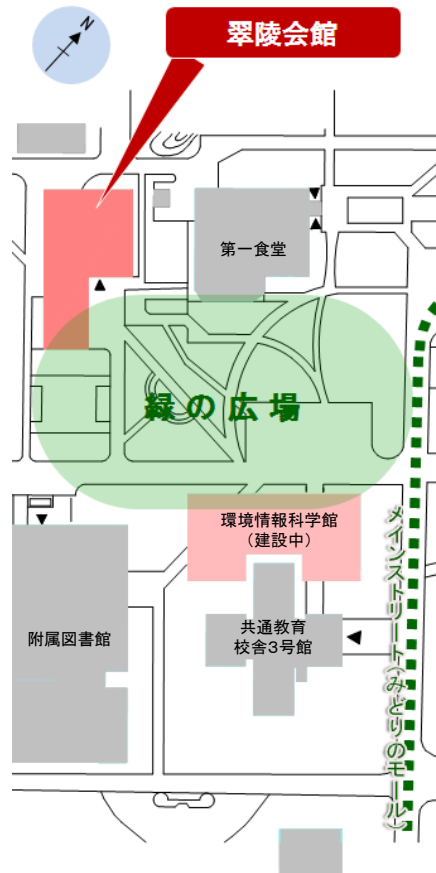 N
翠陵会館
第一食堂
緑の広場
環境情報科学館
（建設中）
メインストリート（みどりのモール）
附属図書館
共通教育
校舎3号館